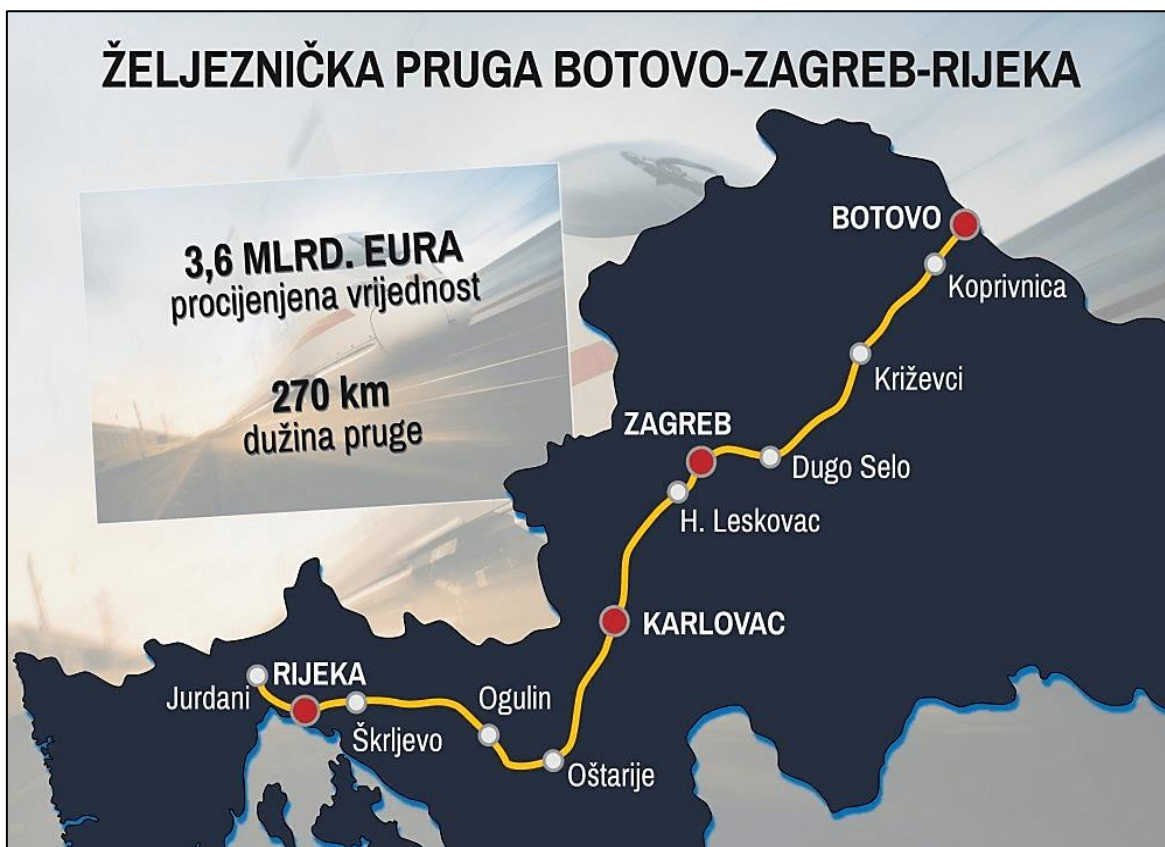 ŽELJEZNIČKA PRUGA BOTOVO-ZAGREB-RIJEKA
3,6 MLRD. EURA
procijenjena vrijednost
270 km
dužina pruge
BOTOVO
Koprivnica
Križevci
ZAGREB
Dugo Selo
H. Leskovac
KARLOVAC
RIJEKA
Jurdani
Škrljevo
Ogulin
Oštarije